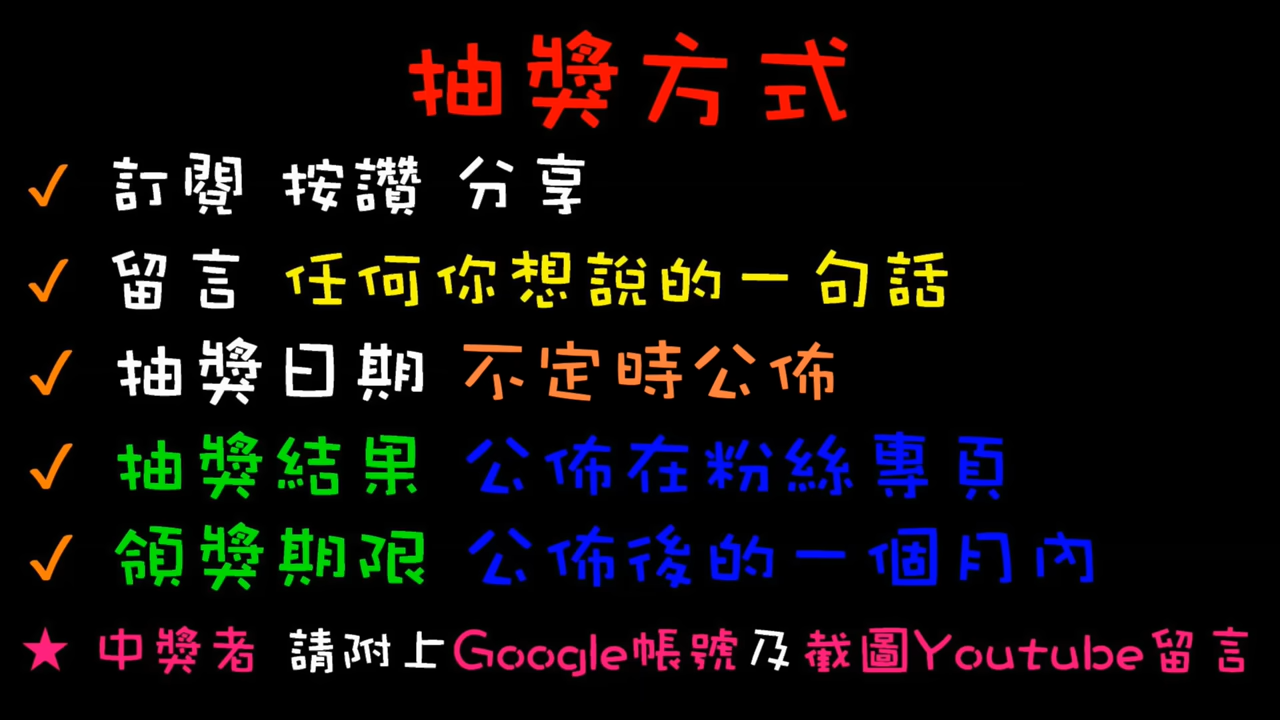 抽獎方式
✓ 訂閱 按讚 分享
✓ 留言 任何你想說的一句話
✓ 抽獎日期 不定時公佈
✓ 抽獎結果 公佈在粉絲專頁
✓ 領獎期限 公佈後的一個月內
★ 中獎者 請附上Google帳號及截圖Youtube留言